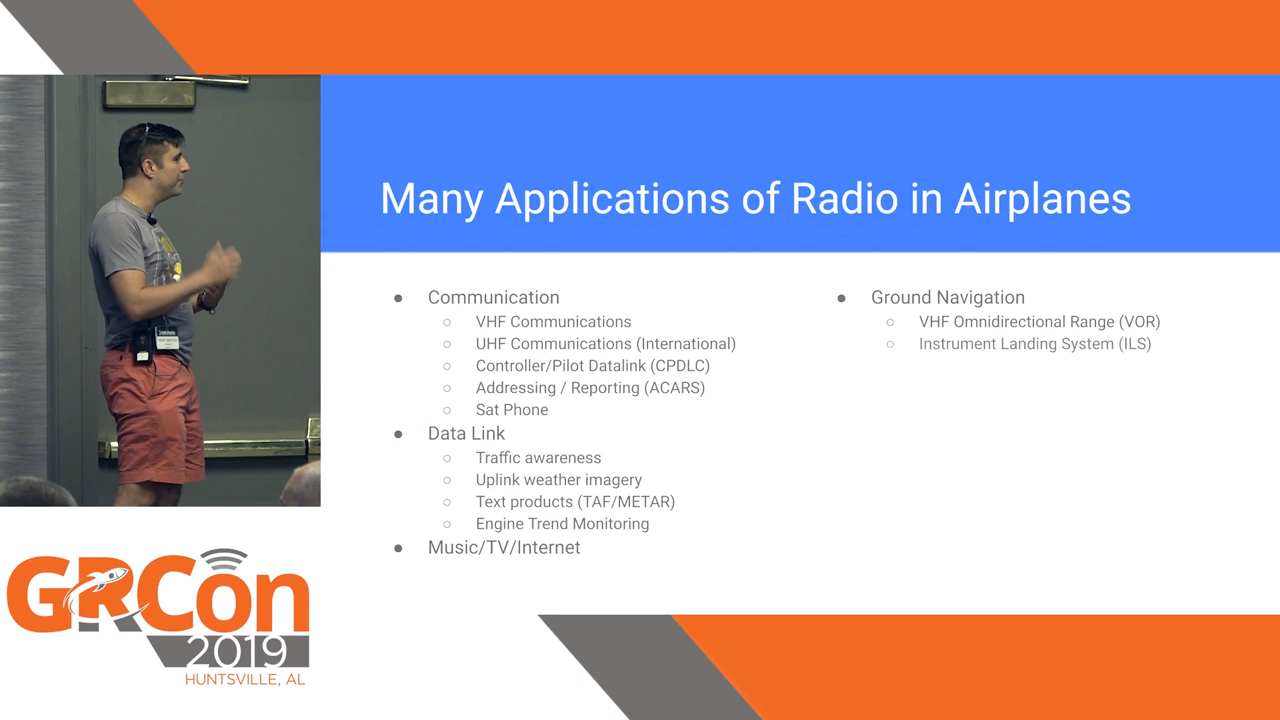 Many Applications of Radio in Airplanes
● Communication
○ VHF Communications
○ UHF Communications (International)
○ Controller/Pilot Datalink (CPDLC)
○ Addressing / Reporting (ACARS)
○ Sat Phone
● Data Link
○ Traffic awareness
○ Uplink weather imagery
○ Text products (TAF/METAR)
○ Engine Trend Monitoring
● Music/TV/Internet
● Ground Navigation
○ VHF Omnidirectional Range (VOR)
○ Instrument Landing System (ILS)
GRCon
2019
HUNTSVILLE, AL